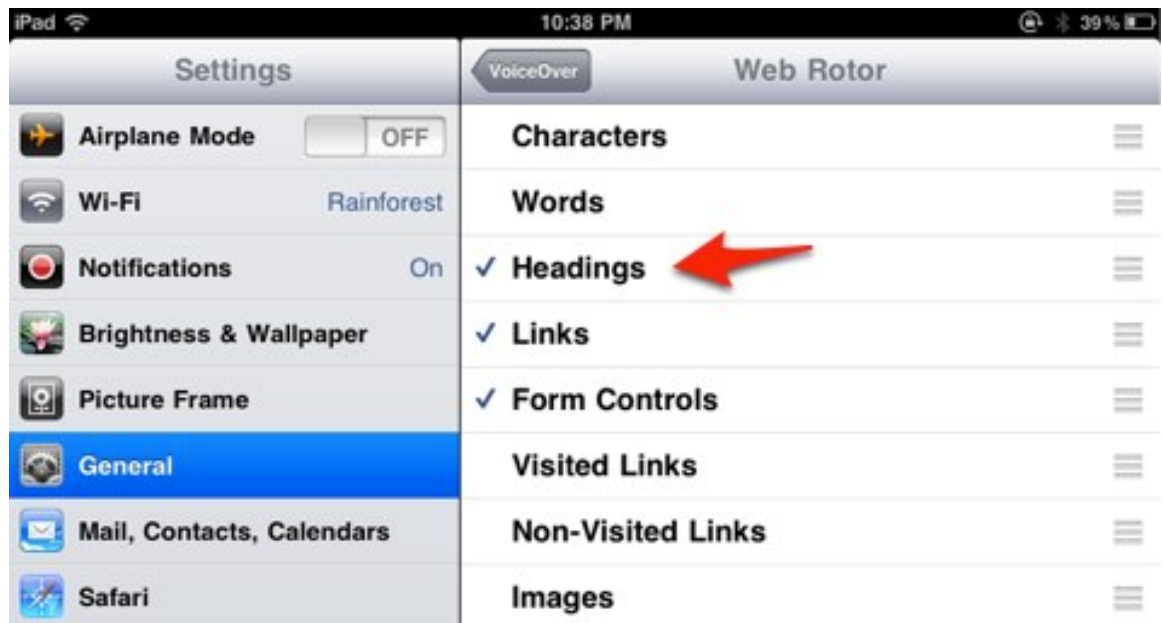 iPad 10:38 PM 39%
Settings
Airplane Mode OFF
Wi-Fi Rainforest
Notifications On
Brightness & Wallpaper
Picture Frame
General
Mail, Contacts, Calendars
Safari
VoiceOver Web Rotor
Characters
Words
Headings
Links
Form Controls
Visited Links
Non-Visited Links
Images